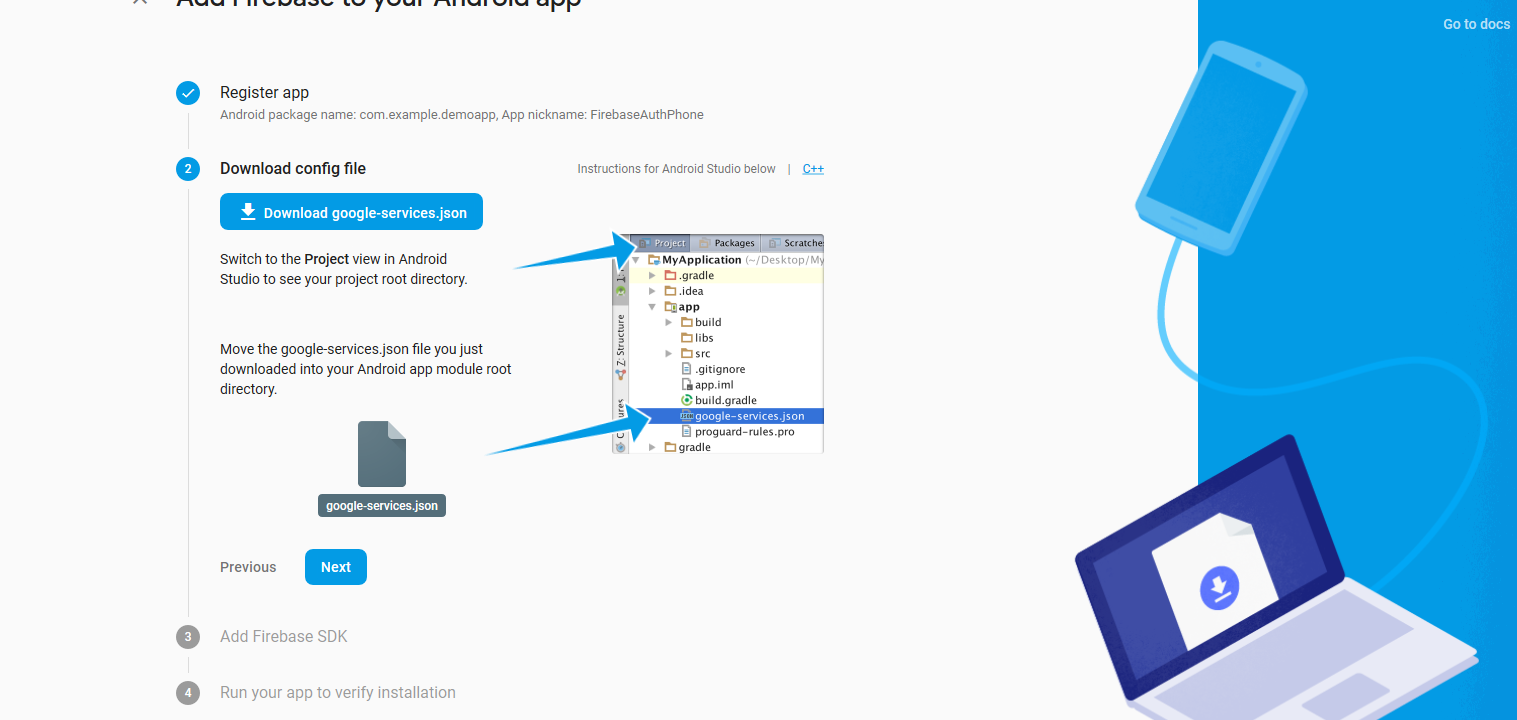 Add Firebase to your Android app
Go to docs
Register app
Android package name: com.example.demoapp, App nickname: FirebaseAuthPhone
2
Download config file
Instructions for Android Studio below | C++
Download google-services.json
Switch to the Project view in Android
Studio to see your project root directory.
Move the google-services.json file you just
downloaded into your Android app module root
directory.
google-services.json
Project
Packages
Scratche
MyApplication (~/Desktop/My
.gradle
.idea
app
build
libs
src
.gitignore
app.iml
build.gradle
google-services.json
proguard-rules.pro
gradle
Z: Structure
Previous
Next
3
Add Firebase SDK
4
Run your app to verify installation